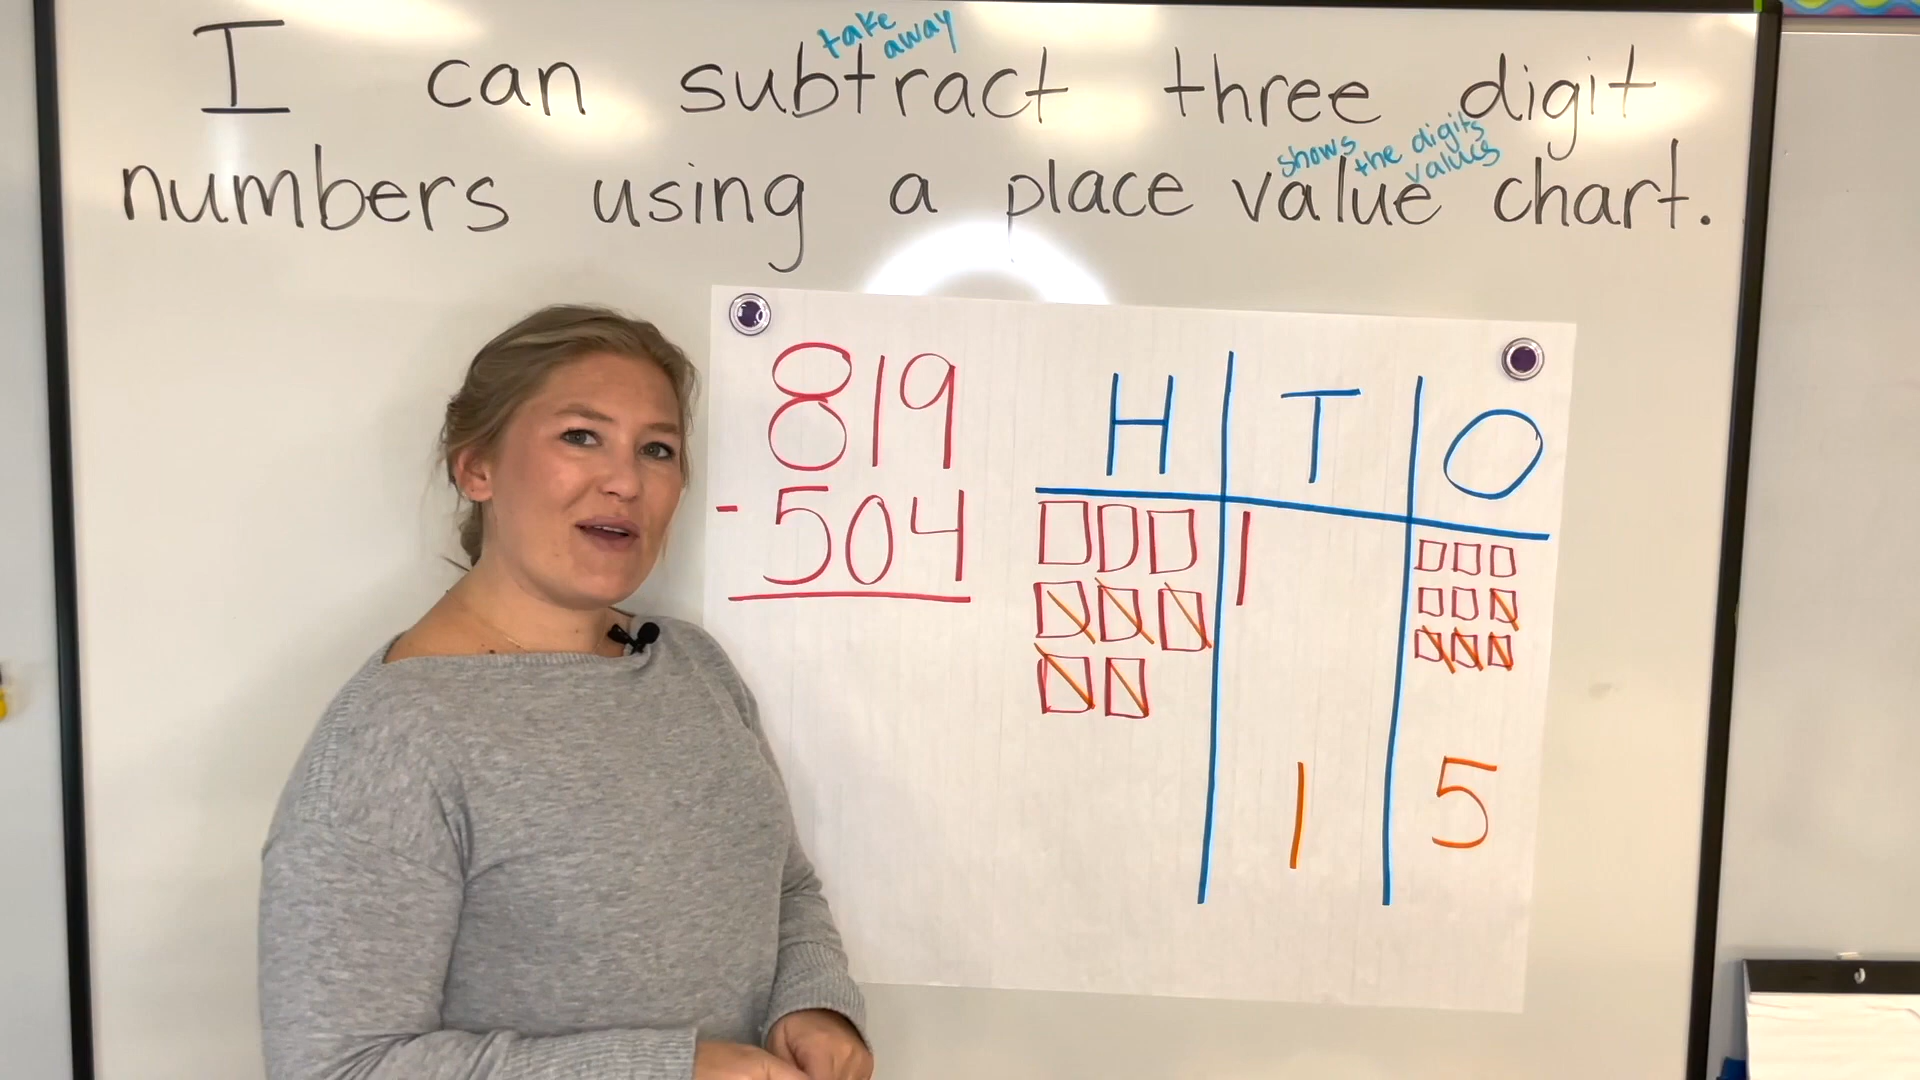 take
away
I can subtract three digit
shows the digits
values
numbers using a place value chart.
819
- 504
H T O
1 5